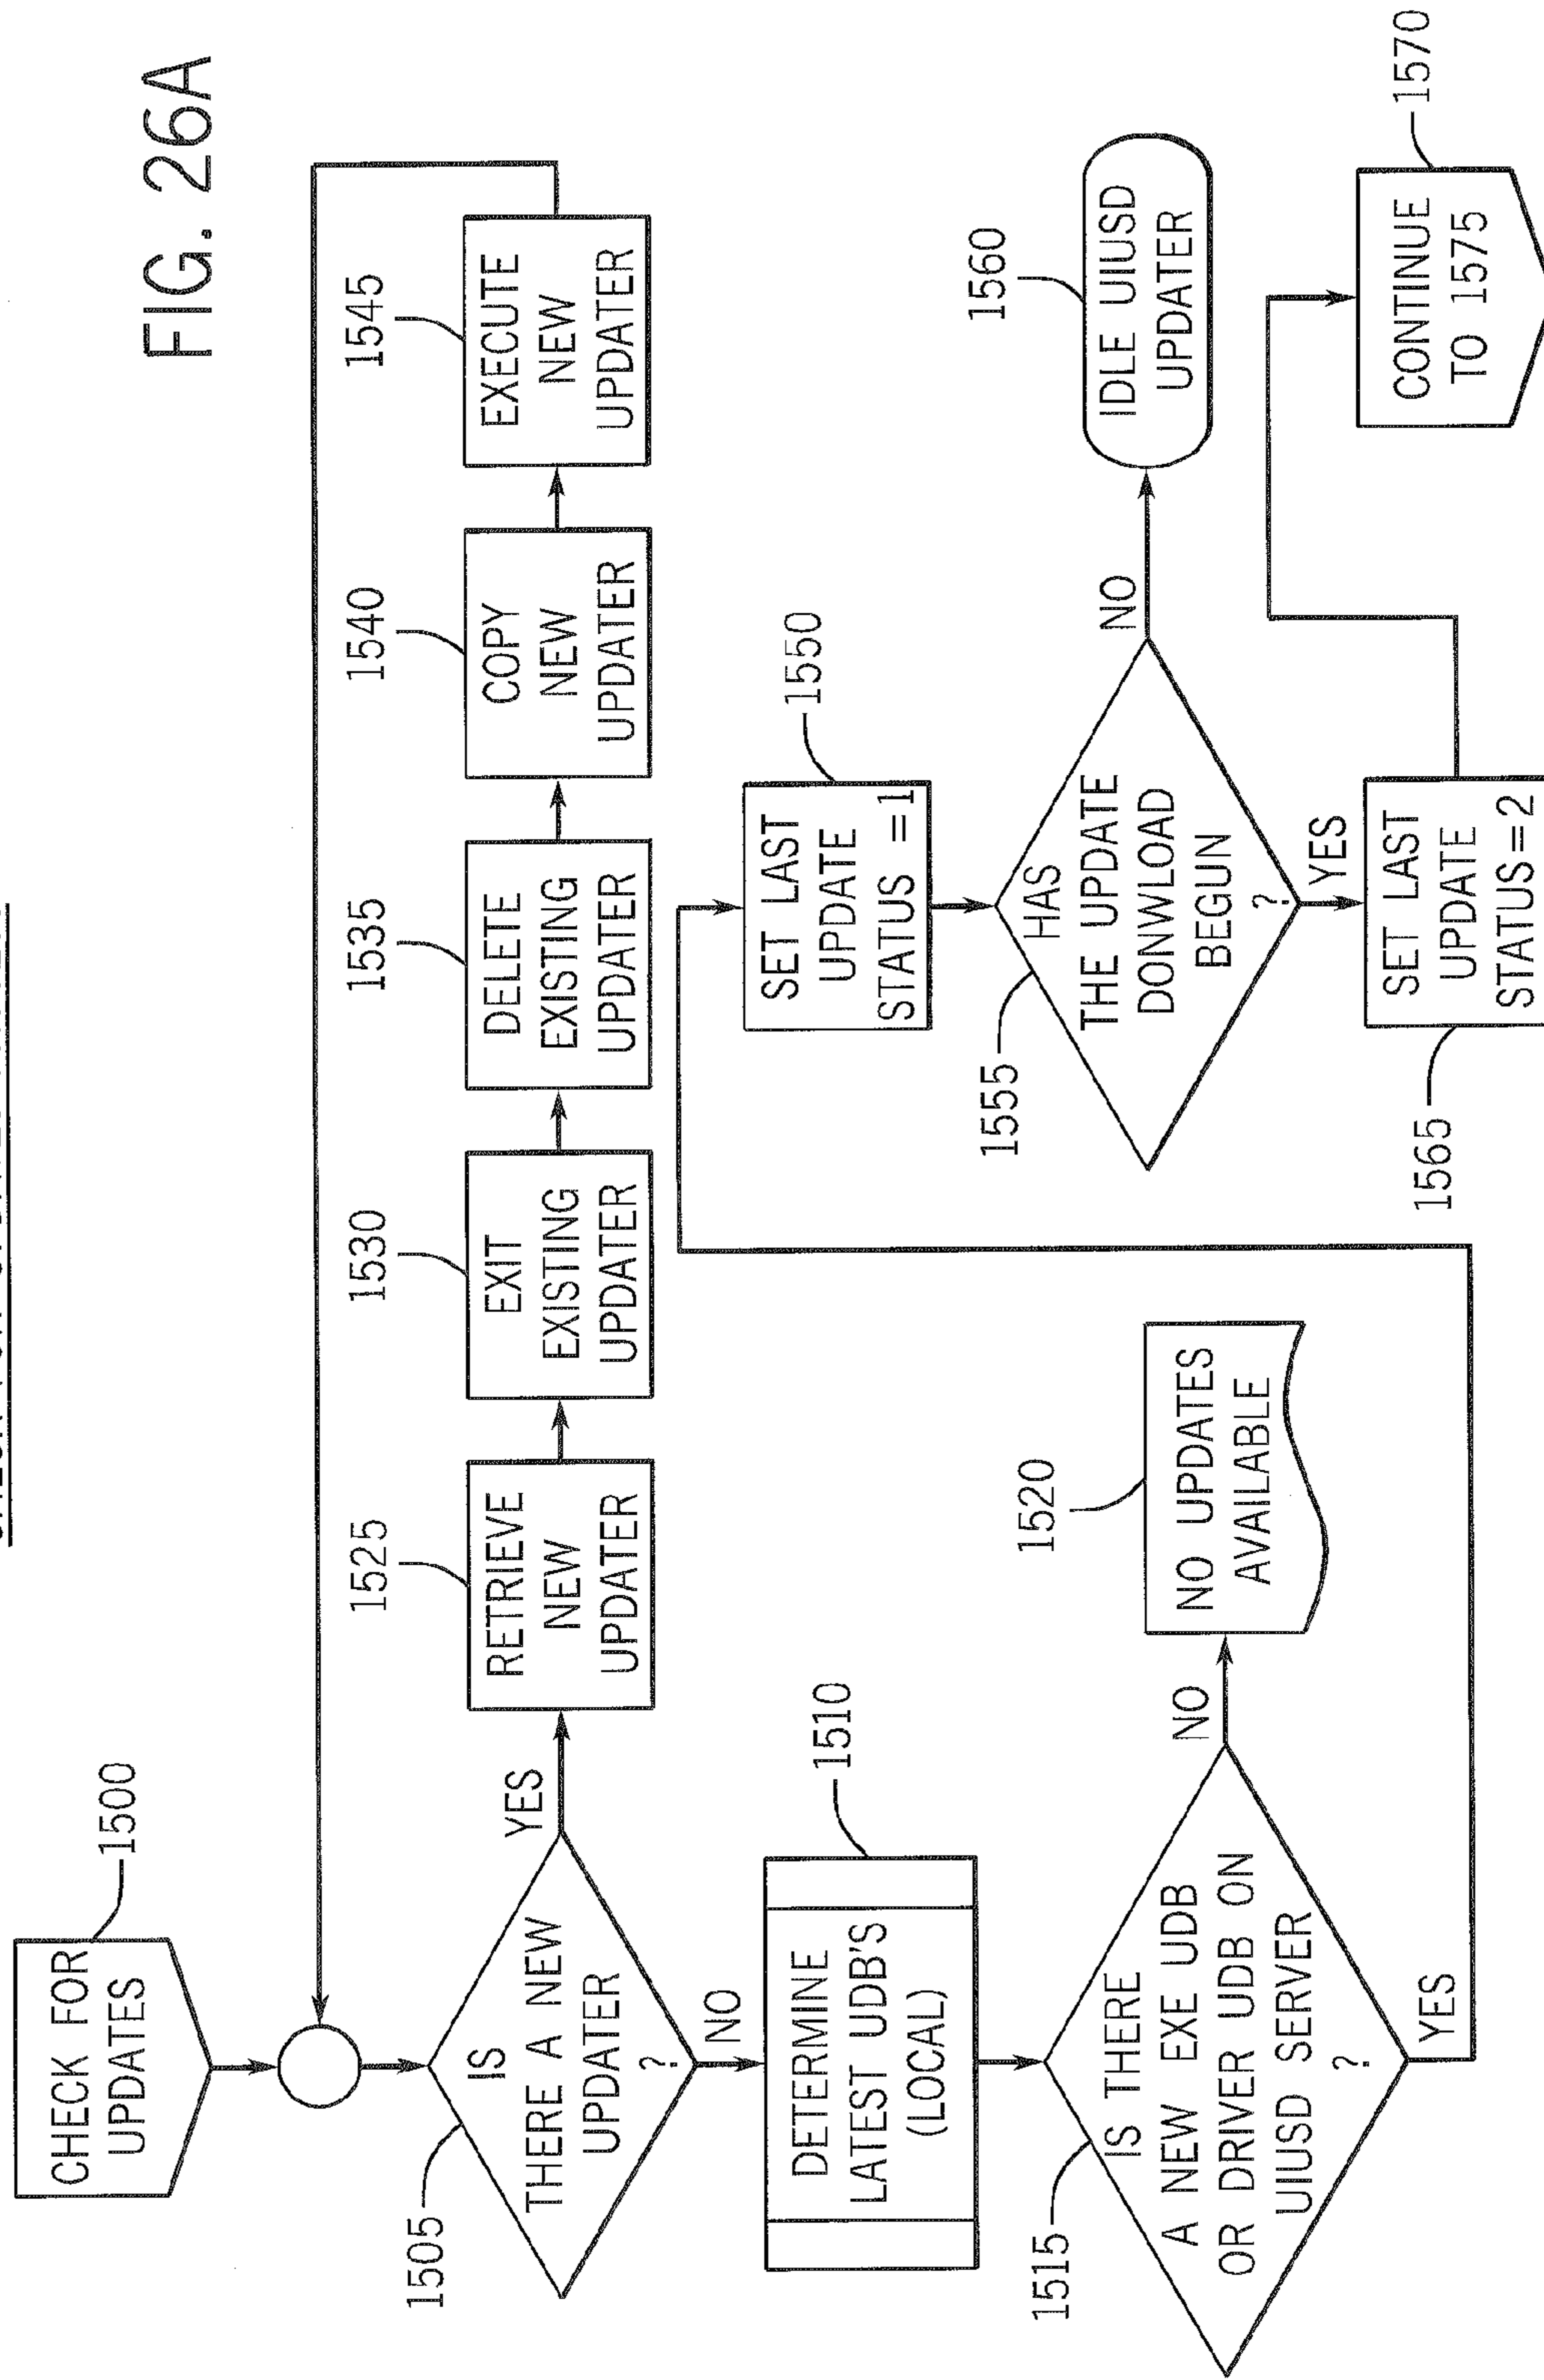 FIG. 26A
CHECK FOR
UPDATES
1500
IS
THERE A NEW
UPDATER
?
1505
YES
NO
RETRIEVE
NEW
UPDATER
1525
EXIT
EXISTING
UPDATER
1530
DELETE
EXISTING
UPDATER
1535
COPY
NEW
UPDATER
1540
EXECUTE
NEW
UPDATER
1545
DETERMINE
LATEST UDB'S
(LOCAL)
1510
IS THERE
A NEW EXE UDB
OR DRIVER UDB ON
UIUSD SERVER
?
1515
NO
YES
NO UPDATES
AVAILABLE
1520
SET LAST
UPDATE
STATUS =1
1550
HAS
THE UPDATE
DONWLOAD
BEGUN
?
1555
NO
YES
IDLE UIUSD
UPDATER
1560
SET LAST
UPDATE
STATUS=2
1565
CONTINUE
TO 1575
1570